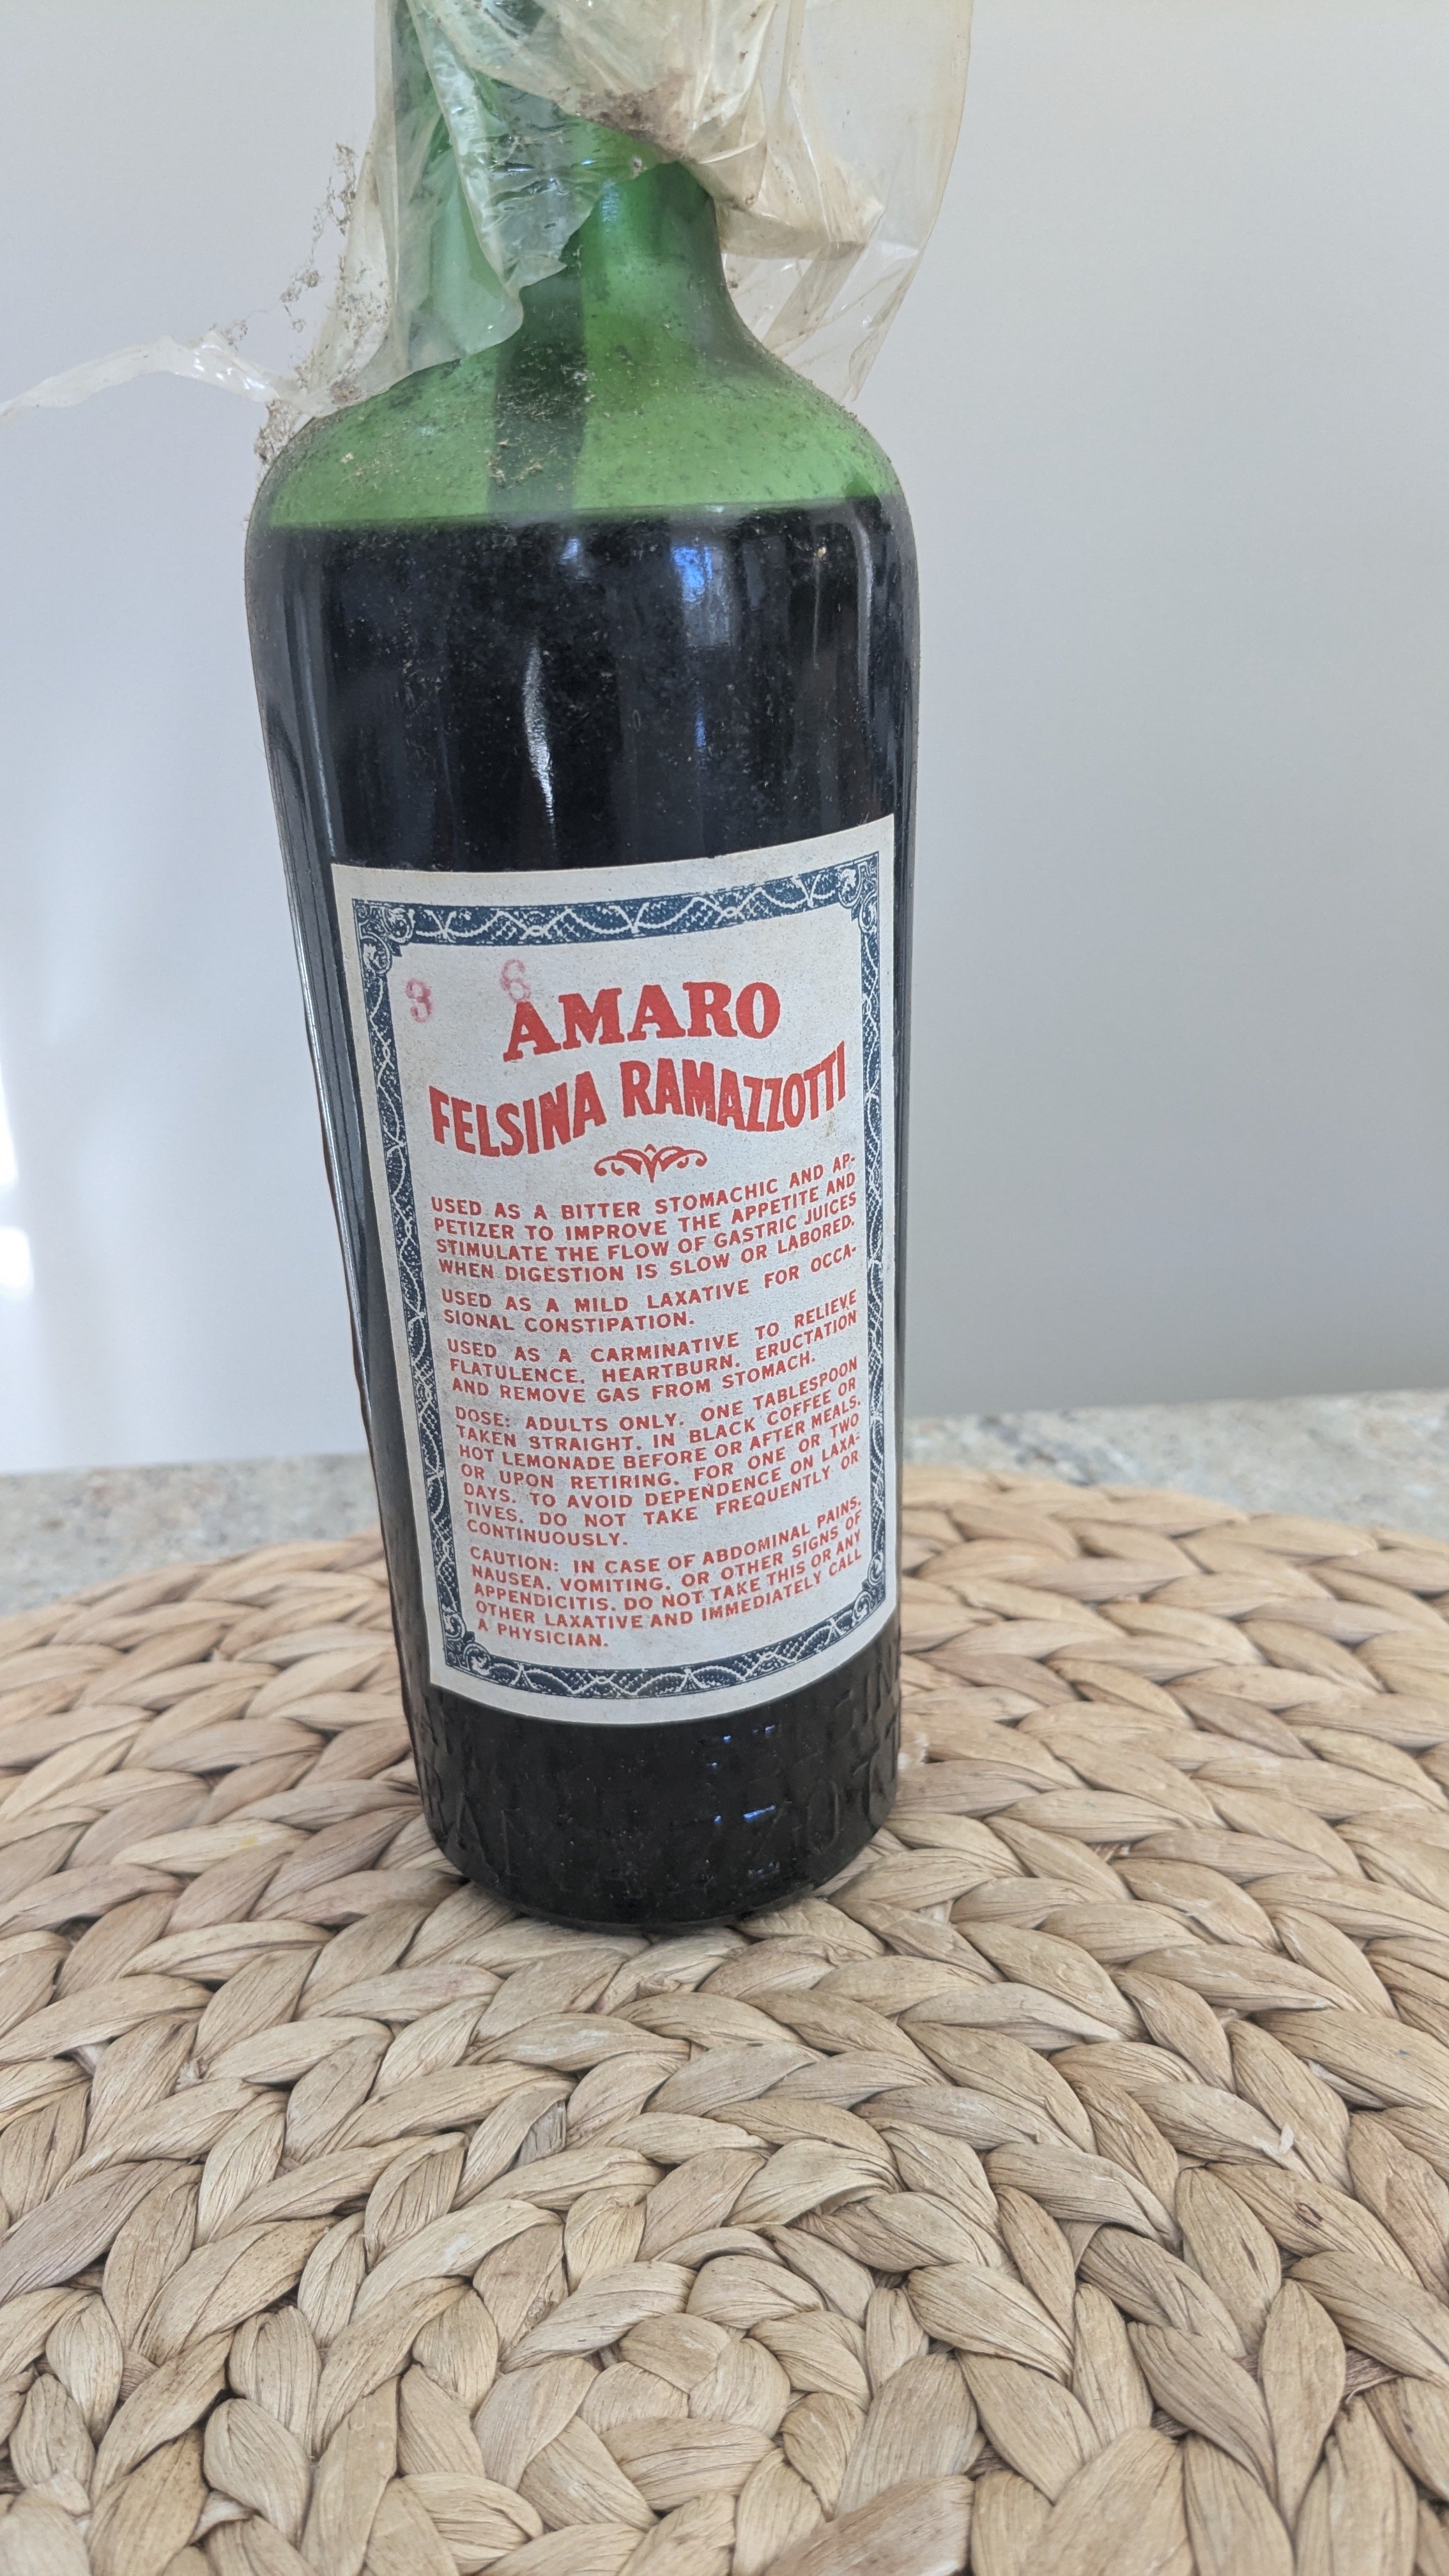 3 6
AMARO
FELSINA RAMAZZOTTI
USED AS A BITTER STOMACHIC AND AP-
PETIZER TO IMPROVE THE APPETITE AND
STIMULATE THE FLOW OF GASTRIC JUICES
WHEN DIGESTION IS SLOW OR LABORED.
USED AS A MILD LAXATIVE FOR OCCA-
SIONAL CONSTIPATION.
USED AS A CARMINATIVE TO RELIEVE
FLATULENCE, HEARTBURN, ERUCTATION
AND REMOVE GAS FROM STOMACH.
DOSE: ADULTS ONLY. ONE TABLESPOON
TAKEN STRAIGHT, IN BLACK COFFEE OR
HOT LEMONADE BEFORE OR AFTER MEALS,
OR UPON RETIRING, FOR ONE OR TWO
DAYS. TO AVOID DEPENDENCE ON LAXA-
TIVES, DO NOT TAKE FREQUENTLY OR
CONTINUOUSLY.
CAUTION: IN CASE OF ABDOMINAL PAINS,
NAUSEA, VOMITING, OR OTHER SIGNS OF
APPENDICITIS, DO NOT TAKE THIS OR ANY
OTHER LAXATIVE AND IMMEDIATELY CALL
A PHYSICIAN.